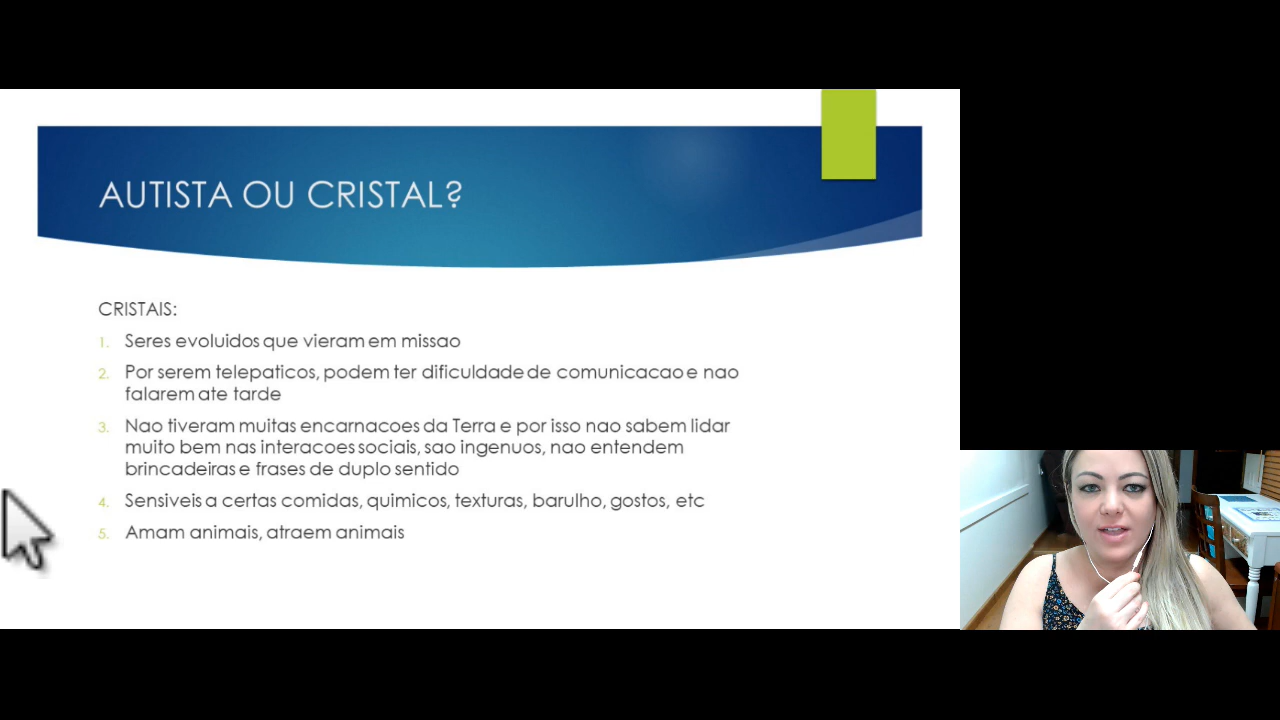 AUTISTA OU CRISTAL?
CRISTAIS:
1. Seres evoluidos que vieram em missao
2. Por serem telepaticos, podem ter dificuldade de comunicacao e nao
falarem ate tarde
3. Nao tiveram muitas encarnacoes da Terra e por isso nao sabem lidar
muito bem nas interacoes sociais, sao ingenuos, nao entendem
brincadeiras e frases de duplo sentido
4. Sensiveis a certas comidas, quimicos, texturas, barulho, gostos, etc
5. Amam animais, atraem animais